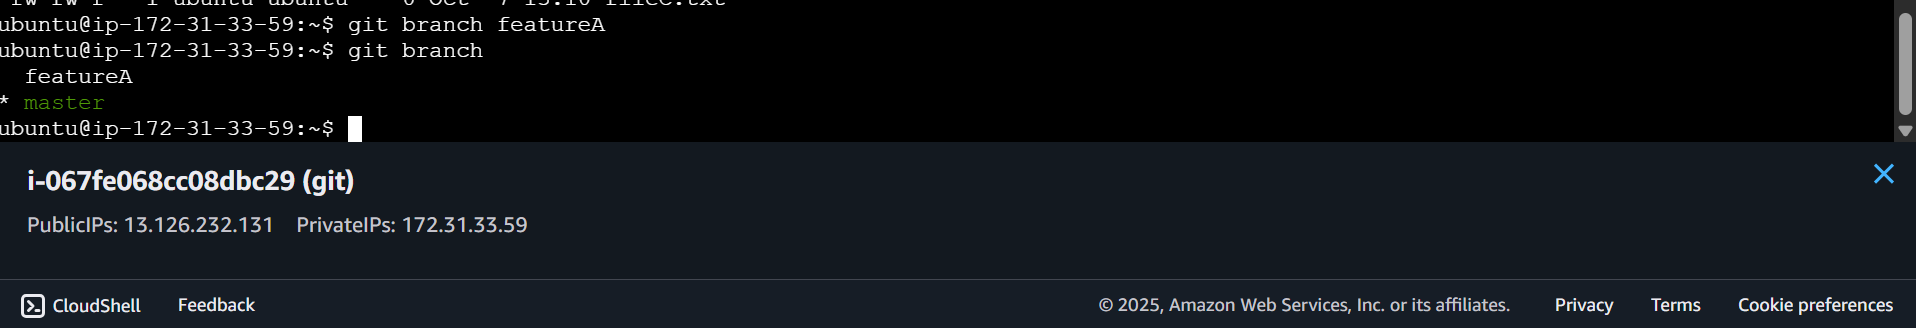 ubuntu@ip-172-31-33-59:~$ git branch featureA
ubuntu@ip-172-31-33-59:~$ git branch
featureA
* master
ubuntu@ip-172-31-33-59:~$
i-067fe068cc08dbc29 (git)
PublicIPs: 13.126.232.131 PrivateIPs: 172.31.33.59
CloudShell Feedback © 2025, Amazon Web Services, Inc. or its affiliates. Privacy Terms Cookie preferences